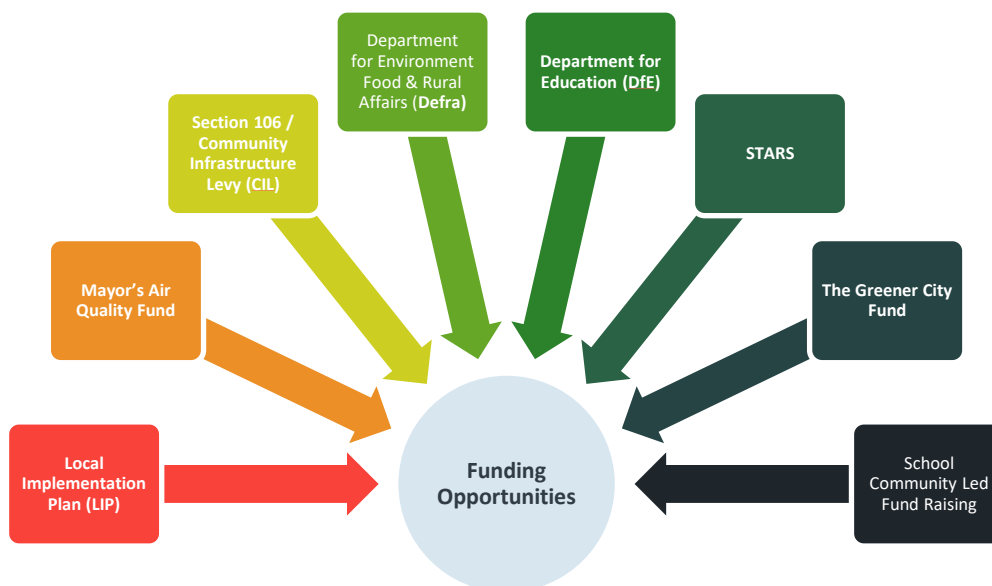 Department
for Environment
Food & Rural
Affairs (Defra)
Department for
Education (DfE)
Section 106 /
Community
Infrastructure
Levy (CIL)
STARS
Mayor’s Air
Quality Fund
The Greener City
Fund
Local
Implementation
Plan (LIP)
Funding
Opportunities
School
Community Led
Fund Raising